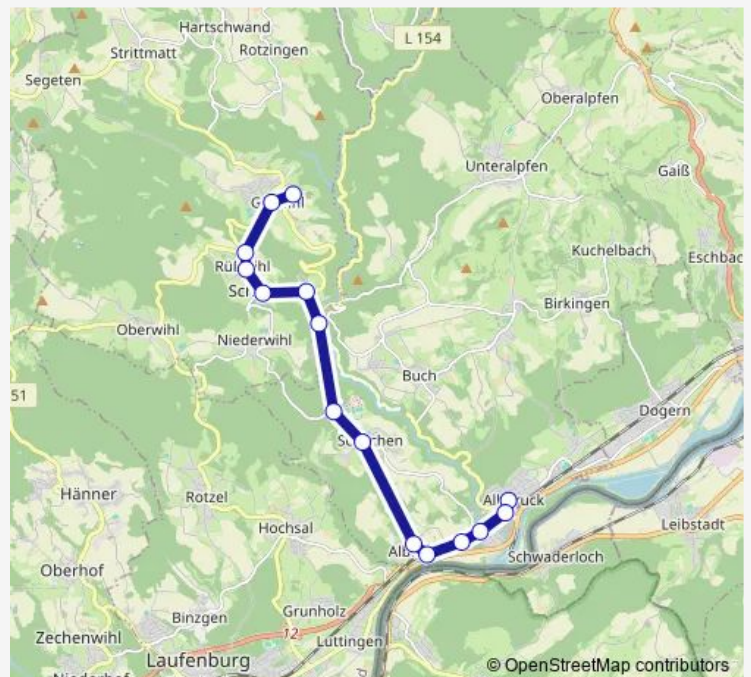 Hartschwand
Strittmatt
Rotzingen
L 154
Segeten
Oberalpfen
Unteralpfen
Gaiß
Kuchelbach
Eschbac
Birkingen
Oberwihl
Niederwihl
Buch
51
Dogern
Hänner
Rotzel
Hochsal
Leibstadt
Schwaderloch
Oberhof
Binzgen
Grunholz
Zechenwihl
12
Luttingen
Laufenburg
© OpenStreetMap contributors